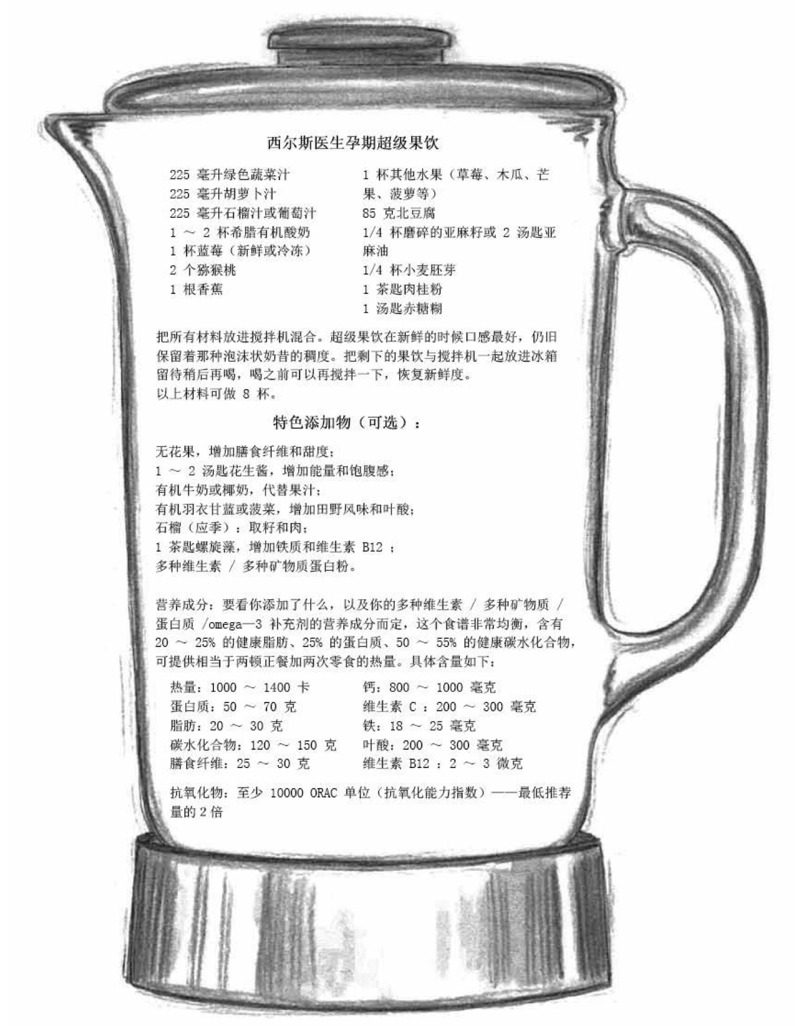 西尔斯医生孕期超级果饮
225 毫升绿色蔬菜汁
225 毫升胡萝卜汁
225 毫升石榴汁或葡萄汁
1 ～ 2 杯希腊有机酸奶
1 杯蓝莓（新鲜或冷冻）
2 个猕猴桃
1 根香蕉
1 杯其他水果（草莓、木瓜、芒
果、菠萝等）
85 克北豆腐
1/4 杯磨碎的亚麻籽或 2 汤匙亚
麻油
1/4 杯小麦胚芽
1 茶匙肉桂粉
1 汤匙赤糖糊
把所有材料放进搅拌机混合。超级果饮在新鲜的时候口感最好，仍旧
保留着那种泡沫状奶昔的稠度。把剩下的果饮与搅拌机一起放进冰箱
留待稍后再喝，喝之前可以再搅拌一下，恢复新鲜度。
以上材料可做 8 杯。
特色添加物（可选）：
无花果，增加膳食纤维和甜度；
1 ～ 2 汤匙花生酱，增加能量和饱腹感；
有机牛奶或椰奶，代替果汁；
有机羽衣甘蓝或菠菜，增加田野风味和叶酸；
石榴（应季）：取籽和肉；
1 茶匙螺旋藻，增加铁质和维生素 B12 ；
多种维生素 / 多种矿物质蛋白粉。
营养成分：要看你添加了什么，以及你的多种维生素 / 多种矿物质 /
蛋白质 /omega—3 补充剂的营养成分而定，这个食谱非常均衡，含有
20 ～ 25% 的健康脂肪、25% 的蛋白质、50 ～ 55% 的健康碳水化合物，
可提供相当于两顿正餐加两次零食的热量。具体含量如下：
热量：1000 ～ 1400 卡
蛋白质：50 ～ 70 克
脂肪：20 ～ 30 克
碳水化合物：120 ～ 150 克
膳食纤维：25 ～ 30 克
钙：800 ～ 1000 毫克
维生素 C ：200 ～ 300 毫克
铁：18 ～ 25 毫克
叶酸：200 ～ 300 毫克
维生素 B12 ：2 ～ 3 微克
抗氧化物：至少 10000 ORAC 单位（抗氧化能力指数）——最低推荐
量的 2 倍